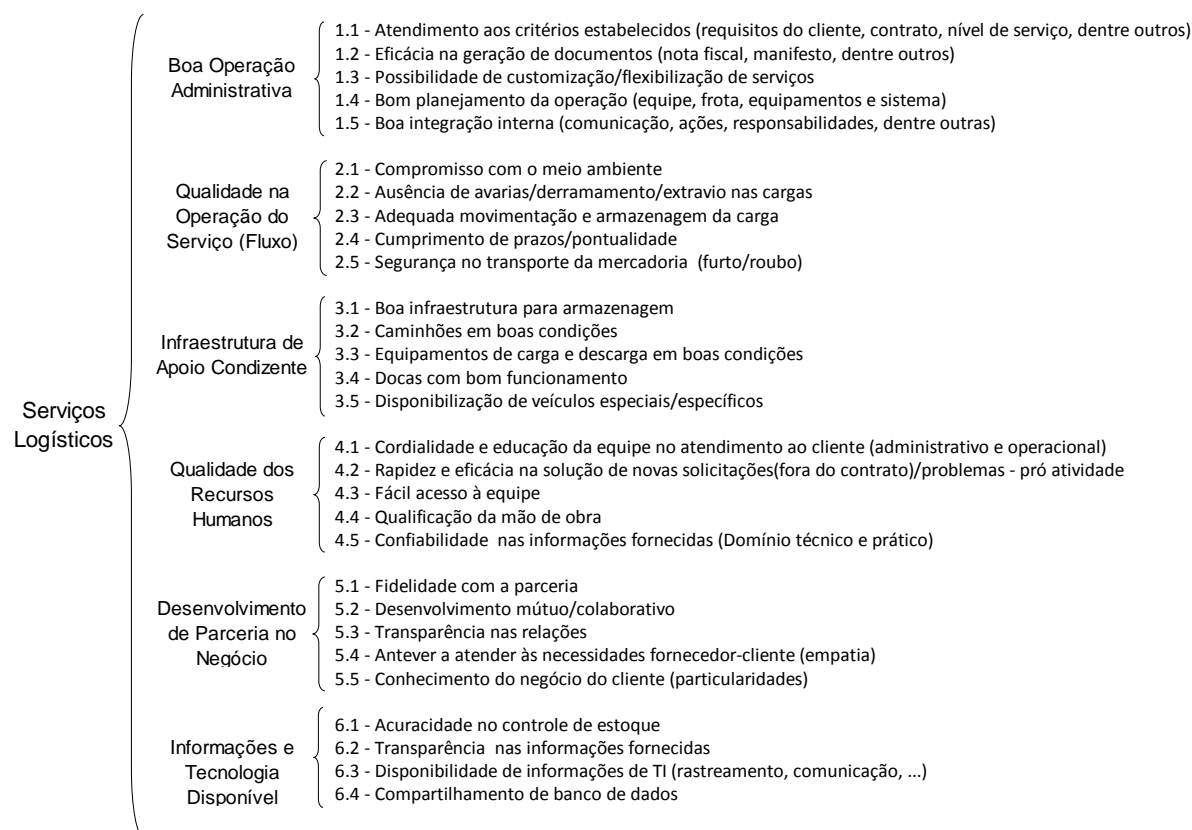 Serviços
Logísticos
Boa Operação
Administrativa
1.1 - Atendimento aos critérios estabelecidos (requisitos do cliente, contrato, nível de serviço, dentre outros)
1.2 - Eficácia na geração de documentos (nota fiscal, manifesto, dentre outros)
1.3 - Possibilidade de customização/flexibilização de serviços
1.4 - Bom planejamento da operação (equipe, frota, equipamentos e sistema)
1.5 - Boa integração interna (comunicação, ações, responsabilidades, dentre outras)
Qualidade na
Operação do
Serviço (Fluxo)
2.1 - Compromisso com o meio ambiente
2.2 - Ausência de avarias/derramamento/extravio nas cargas
2.3 - Adequada movimentação e armazenagem da carga
2.4 - Cumprimento de prazos/pontualidade
2.5 - Segurança no transporte da mercadoria (furto/roubo)
Infraestrutura de
Apoio Condizente
3.1 - Boa infraestrutura para armazenagem
3.2 - Caminhões em boas condições
3.3 - Equipamentos de carga e descarga em boas condições
3.4 - Docas com bom funcionamento
3.5 - Disponibilização de veículos especiais/específicos
Qualidade dos
Recursos
Humanos
4.1 - Cordialidade e educação da equipe no atendimento ao cliente (administrativo e operacional)
4.2 - Rapidez e eficácia na solução de novas solicitações(fora do contrato)/problemas - pró atividade
4.3 - Fácil acesso à equipe
4.4 - Qualificação da mão de obra
4.5 - Confiabilidade nas informações fornecidas (Domínio técnico e prático)
Desenvolvimento
de Parceria no
Negócio
5.1 - Fidelidade com a parceria
5.2 - Desenvolvimento mútuo/colaborativo
5.3 - Transparência nas relações
5.4 - Antever a atender às necessidades fornecedor-cliente (empatia)
5.5 - Conhecimento do negócio do cliente (particularidades)
Informações e
Tecnologia
Disponível
6.1 - Acuracidade no controle de estoque
6.2 - Transparência nas informações fornecidas
6.3 - Disponibilidade de informações de TI (rastreamento, comunicação, ...)
6.4 - Compartilhamento de banco de dados